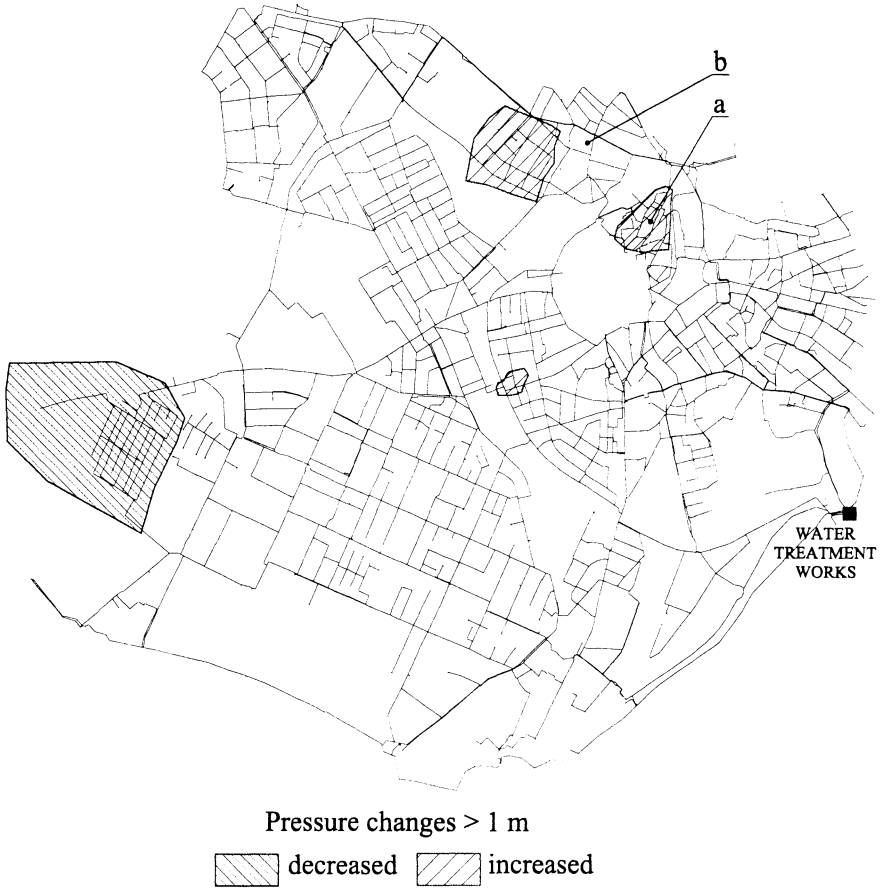 b
a
WATER
TREATMENT
WORKS
Pressure changes > 1 m
decreased increased